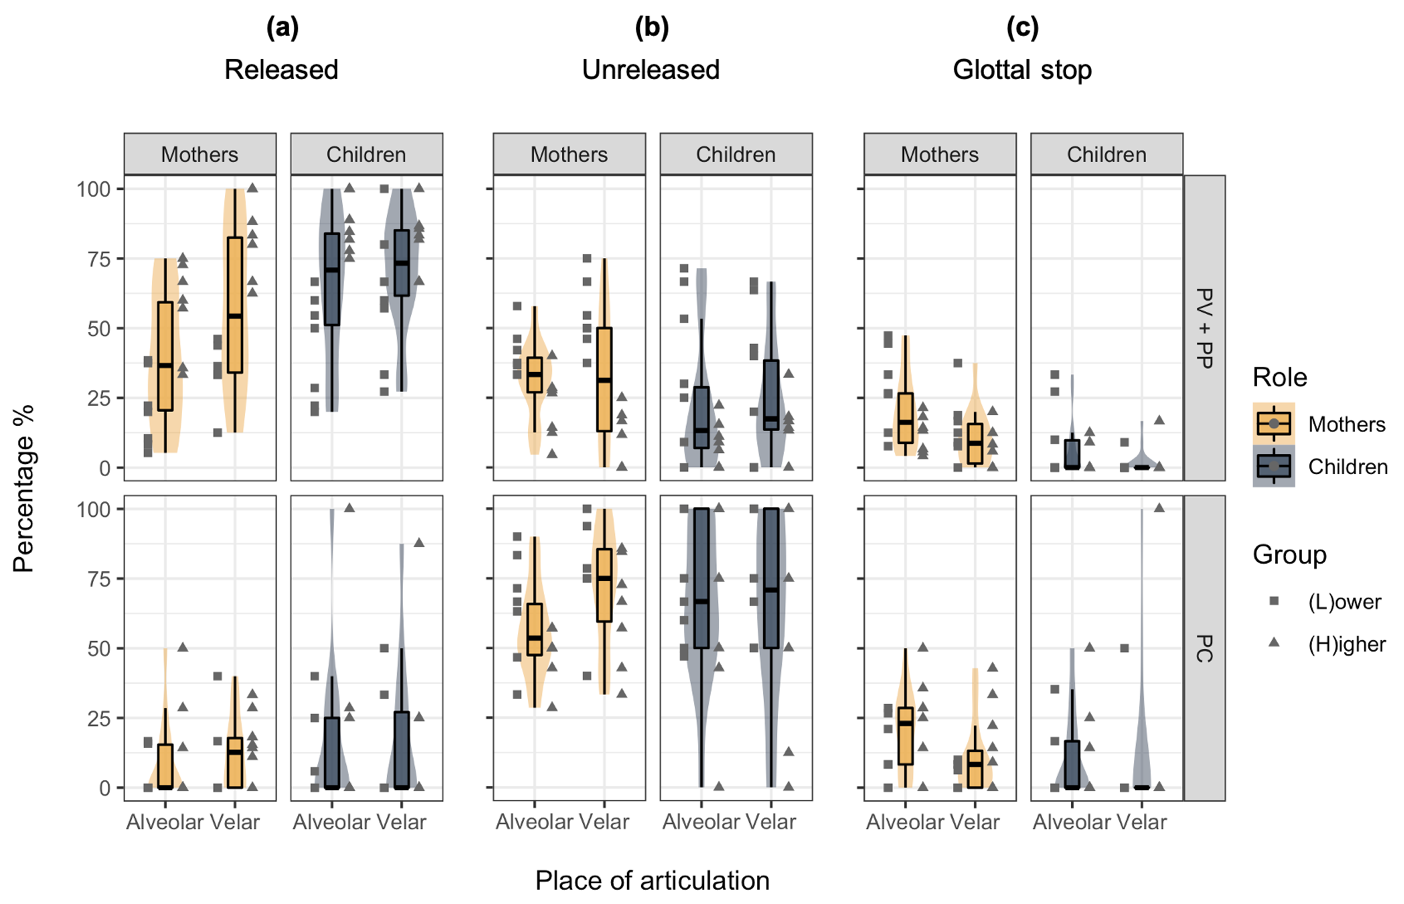 (a) (b) (c)
Released Unreleased Glottal stop
Mothers Children Mothers Children Mothers Children
100
75
50
25
0
PV + PP
100
75
50
25
0
PC
Percentage %
Alveolar Velar Alveolar Velar Alveolar Velar Alveolar Velar Alveolar Velar Alveolar Velar
Place of articulation
Role
Mothers
Children
Group
(L)ower
(H)igher